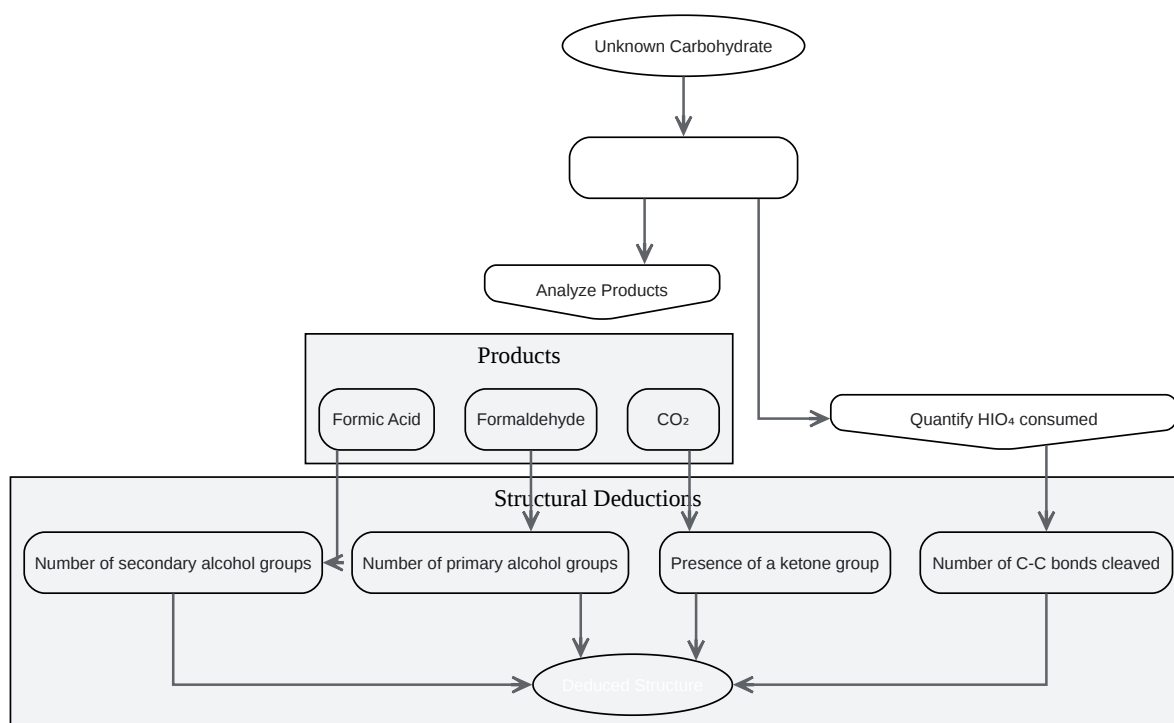 Unknown Carbohydrate
Analyze Products
Products
Formic Acid
Formaldehyde
CO₂
Quantify HIO₄ consumed
Structural Deductions
Number of secondary alcohol groups
Number of primary alcohol groups
Presence of a ketone group
Number of C-C bonds cleaved
Deduced Structure